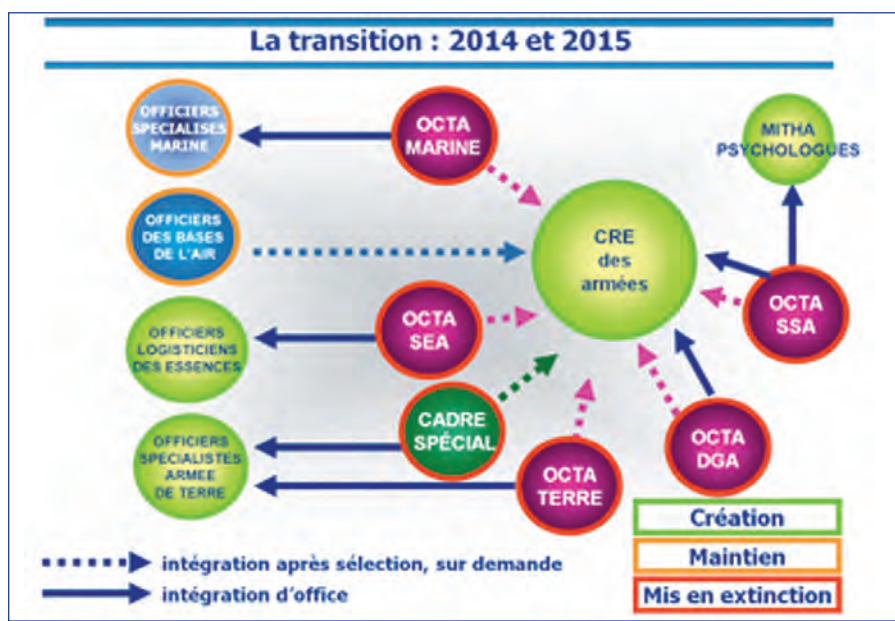 La transition : 2014 et 2015
OFFICIERS
SPECIALISES
MARINE
OCTA
MARINE
MITHA
PSYCHOLOGUES
OFFICIERS
DES BASES
DE L'AIR
CRE
des
armées
OFFICIERS
LOGISTICIENS
DES ESSENCES
OCTA
SEA
OCTA
SSA
CADRE
SPÉCIAL
OFFICIERS
SPECIALISTES
ARMEE
DE TERRE
OCTA
TERRE
OCTA
DGA
Création
Maintien
Mis en extinction
intégration après sélection, sur demande
intégration d'office